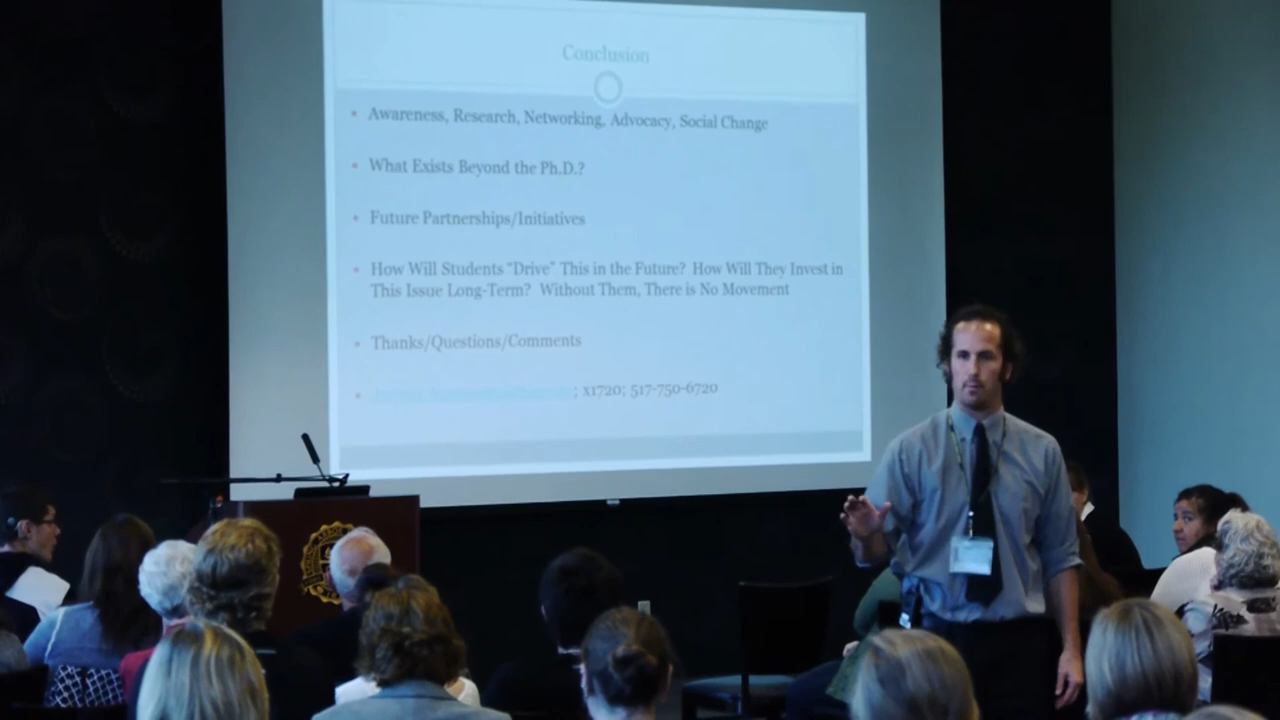 Conclusion
Awareness, Research, Networking, Advocacy, Social Change
What Exists Beyond the Ph.D.?
Future Partnerships/Initiatives
How Will Students “Drive” This in the Future? How Will They Invest in
This Issue Long-Term? Without Them, There is No Movement
Thanks/Questions/Comments
; x1720; 517-750-6720